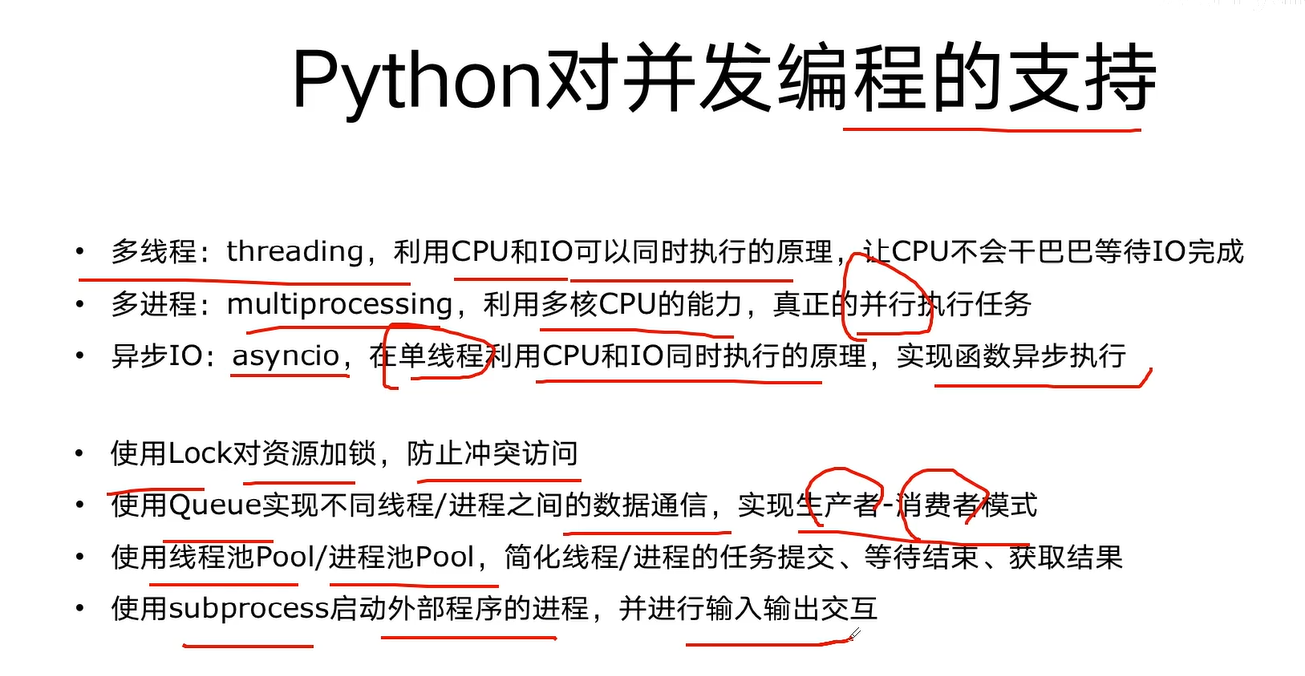 Python对并发编程的支持
• 多线程：threading，利用CPU和IO可以同时执行的原理，让CPU不会干巴巴等待IO完成
• 多进程：multiprocessing，利用多核CPU的能力，真正的并行执行任务
• 异步IO：asyncio，在单线程利用CPU和IO同时执行的原理，实现函数异步执行
• 使用Lock对资源加锁，防止冲突访问
• 使用Queue实现不同线程/进程之间的数据通信，实现生产者-消费者模式
• 使用线程池Pool/进程池Pool，简化线程/进程的任务提交、等待结束、获取结果
• 使用subprocess启动外部程序的进程，并进行输入输出交互